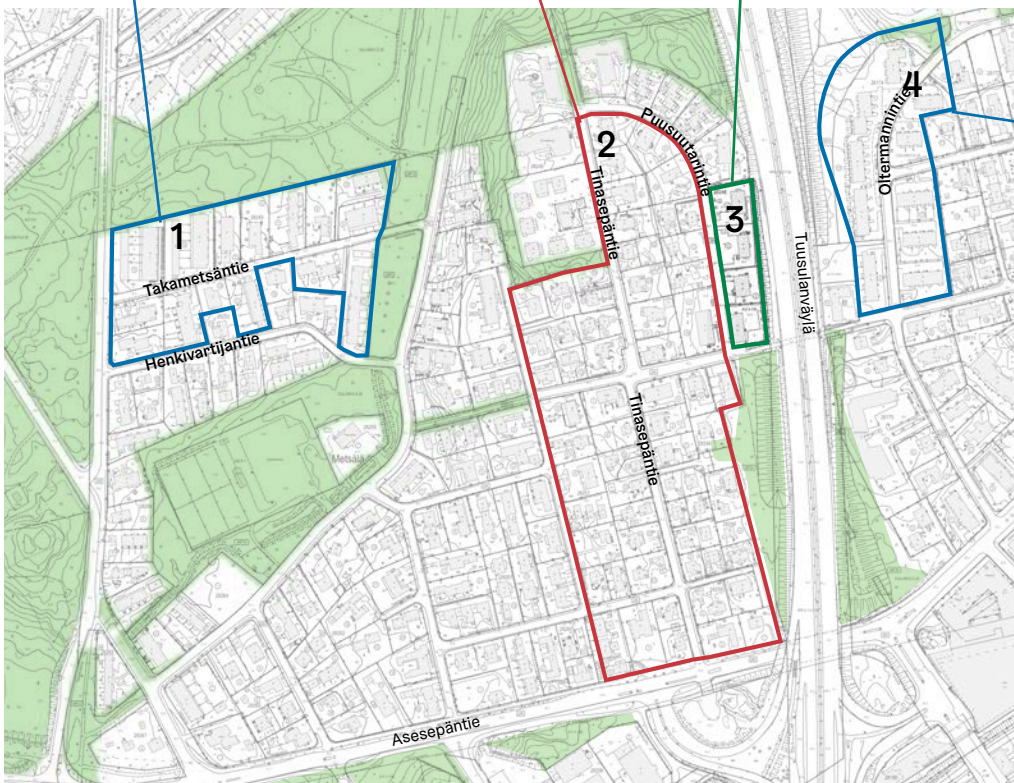 4
Oltermannintie
2
Puusuutarintie
Tinasepäntie
3
1
Takametsäntie
Henkivartijantie
Tuusulanväylä
Tinasepäntie
Metsälä
Asesepäntie